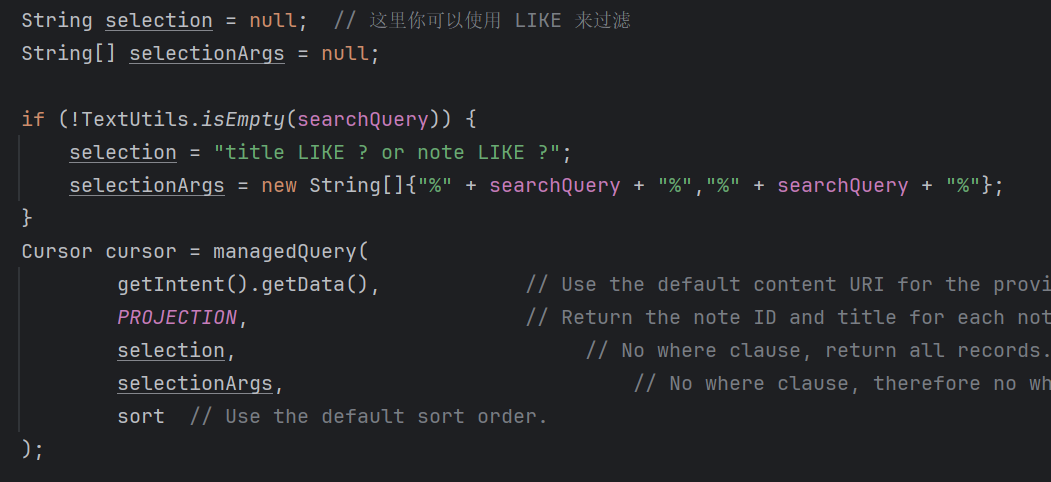 String selection = null;  // 这里你可以使用 LIKE 来过滤
String[] selectionArgs = null;
if (!TextUtils.isEmpty(searchQuery)) {
selection = "title LIKE ? or note LIKE ?";
selectionArgs = new String[]{"%" + searchQuery + "%","%" + searchQuery + "%"};
}
Cursor cursor = managedQuery(
getIntent().getData(),            // Use the default content URI for the
PROJECTION,                       // Return the note ID and title for each
selection,                             // No where clause, return all records.
selectionArgs,                             // No where clause, therefore no
sort  // Use the default sort order.
);